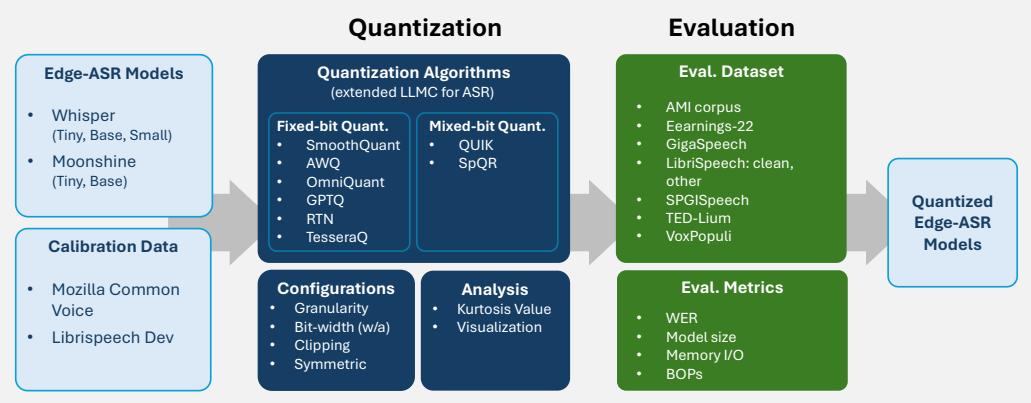 Quantization
Evaluation
Edge-ASR Models
• Whisper
(Tiny, Base, Small)
• Moonshine
(Tiny, Base)
Calibration Data
• Mozilla Common
Voice
• Librispeech Dev
Quantization Algorithms
(extended LLMC for ASR)
Fixed-bit Quant.
• SmoothQuant
• AWQ
• OmniQuant
• GPTQ
• RTN
• TesseraQ
Mixed-bit Quant.
• QUIK
• SpQR
Configurations
• Granularity
• Bit-width (w/a)
• Clipping
• Symmetric
Analysis
• Kurtosis Value
• Visualization
Eval. Dataset
• AMI corpus
• Eearnings-22
• GigaSpeech
• LibriSpeech: clean,
other
• SPGISpeech
• TED-Lium
• VoxPopuli
Eval. Metrics
• WER
• Model size
• Memory I/O
• BOPs
Quantized
Edge-ASR
Models